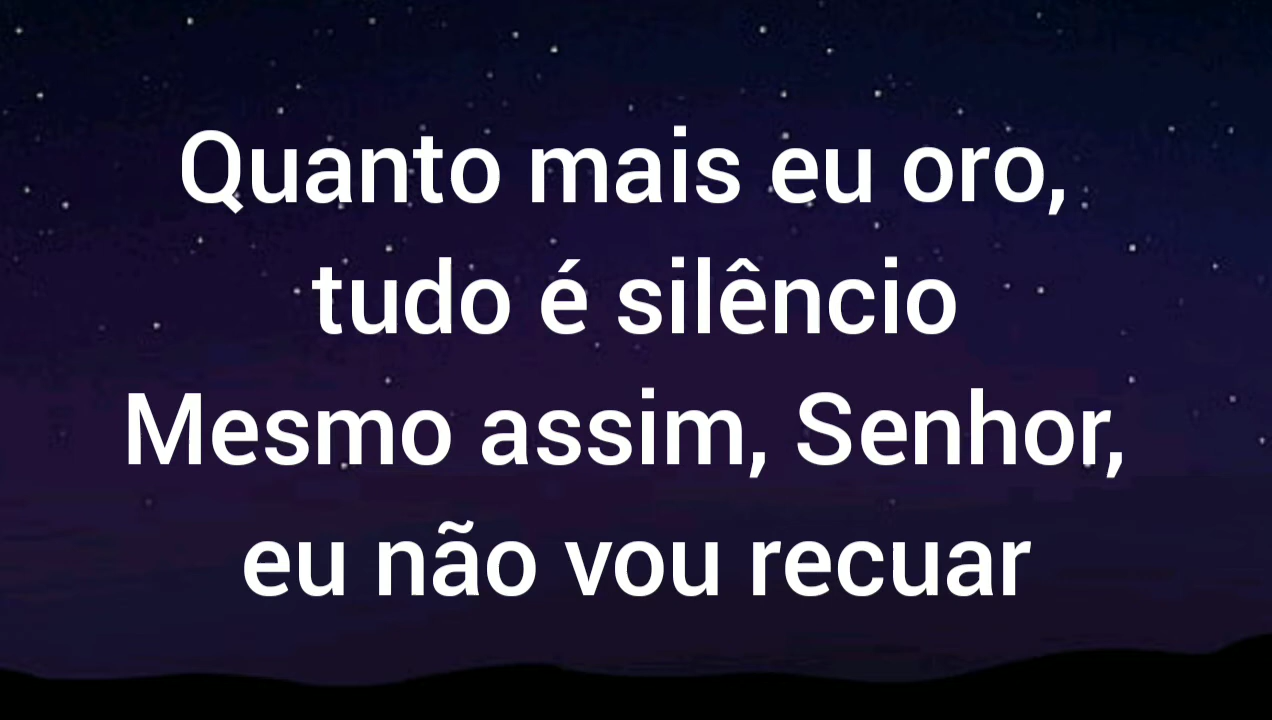 Quanto mais eu oro,
tudo é silêncio
Mesmo assim, Senhor,
eu não vou recuar